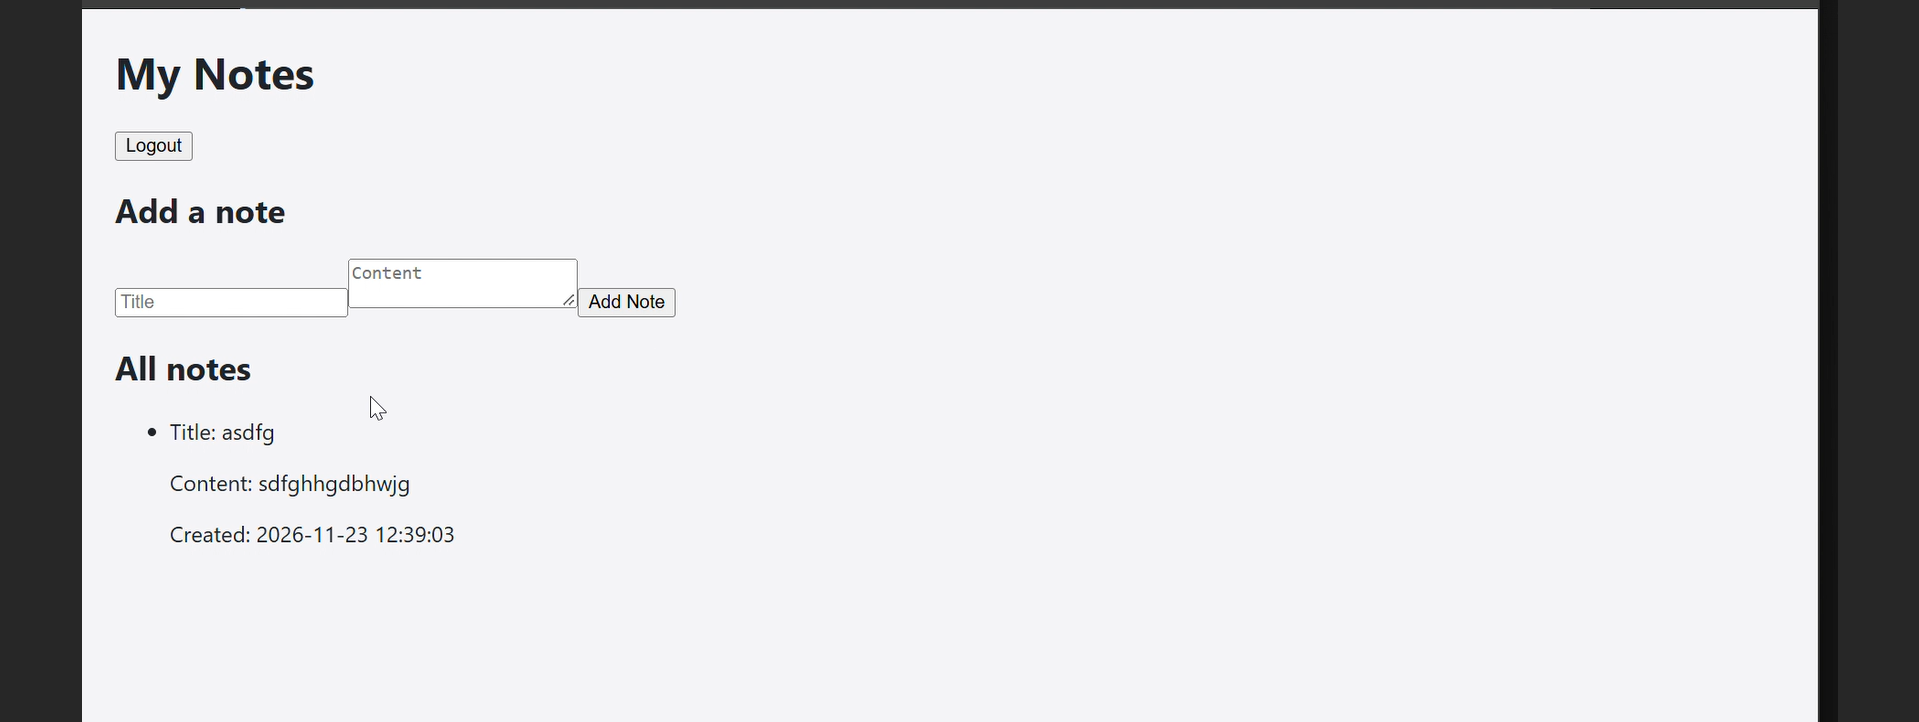 My Notes
Logout
Add a note
Content
Title
Add Note
All notes
Title: asdfg
Content: sdfghhgdbhwjg
Created: 2026-11-23 12:39:03